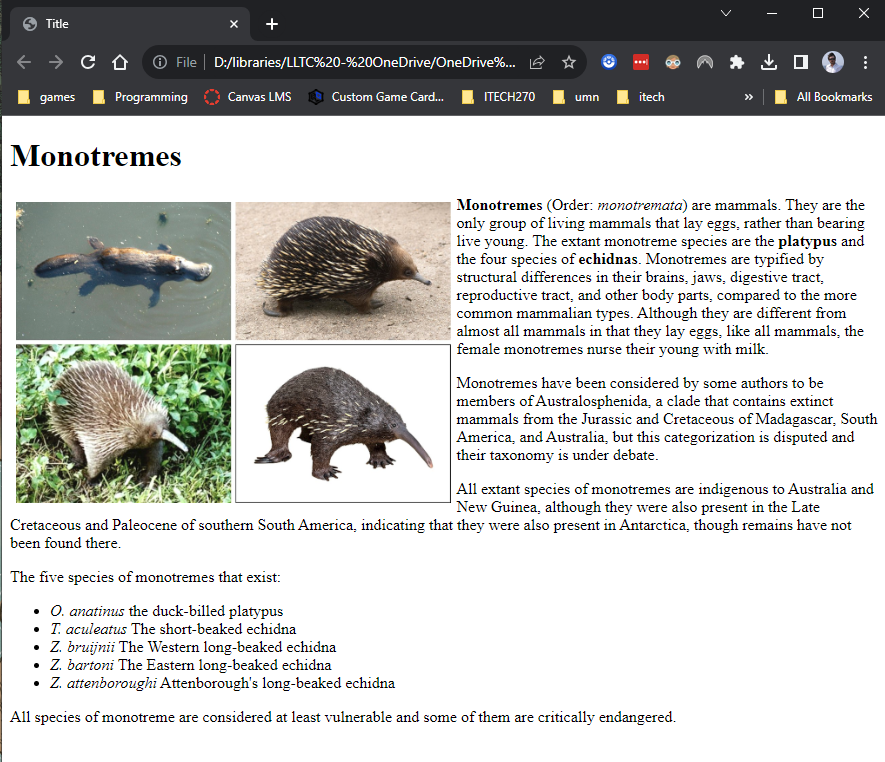 Title
File
D:/libraries/LLTC%20-%20OneDrive/OneDrive%...
games
Programming
Canvas LMS
Custom Game Card...
ITECH270
umn
itech
»
All Bookmarks
Monotremes
Monotremes (Order: monotremata) are mammals. They are the
only group of living mammals that lay eggs, rather than bearing
live young. The extant monotreme species are the platypus and
the four species of echidnas. Monotremes are typified by
structural differences in their brains, jaws, digestive tract,
reproductive tract, and other body parts, compared to the more
common mammalian types. Although they are different from
almost all mammals in that they lay eggs, like all mammals, the
female monotremes nurse their young with milk.
Monotremes have been considered by some authors to be
members of Australosphenida, a clade that contains extinct
mammals from the Jurassic and Cretaceous of Madagascar, South
America, and Australia, but this categorization is disputed and
their taxonomy is under debate.
All extant species of monotremes are indigenous to Australia and
New Guinea, although they were also present in the Late
Cretaceous and Paleocene of southern South America, indicating that they were also present in Antarctica, though remains have not
been found there.
The five species of monotremes that exist:
• O. anatinus the duck-billed platypus
• T. aculeatus The short-beaked echidna
• Z. bruijnii The Western long-beaked echidna
• Z. bartoni The Eastern long-beaked echidna
• Z. attenboroughi Attenborough's long-beaked echidna
All species of monotreme are considered at least vulnerable and some of them are critically endangered.